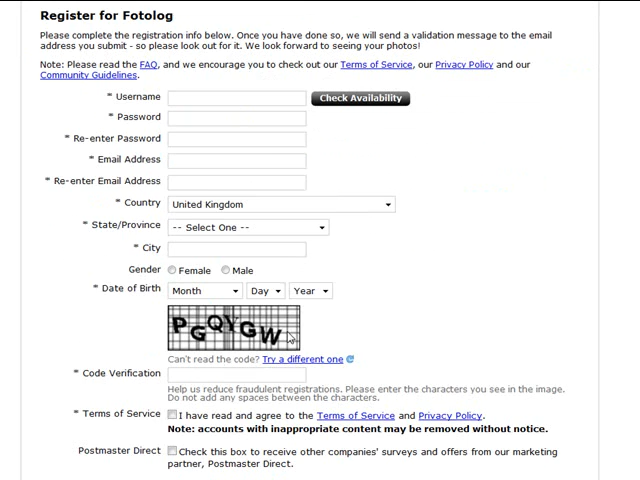 Register for Fotolog
Please complete the registration info below. Once you have done so, we will send a validation message to the email
address you submit - so please look out for it. We look forward to seeing your photos!
Note: Please read the FAQ, and we encourage you to check out our Terms of Service, our Privacy Policy and our
Community Guidelines.
* Username Check Availability
* Password
* Re-enter Password
* Email Address
* Re-enter Email Address
* Country United Kingdom
* State/Province -- Select One --
* City
Gender Female Male
* Date of Birth Month Day Year
PGQYGW
Can't read the code? Try a different one
* Code Verification
Help us reduce fraudulent registrations. Please enter the characters you see in the image.
Do not add any spaces between the characters.
* Terms of Service I have read and agree to the Terms of Service and Privacy Policy.
Note: accounts with inappropriate content may be removed without notice.
Postmaster Direct Check this box to receive other companies' surveys and offers from our marketing
partner, Postmaster Direct.